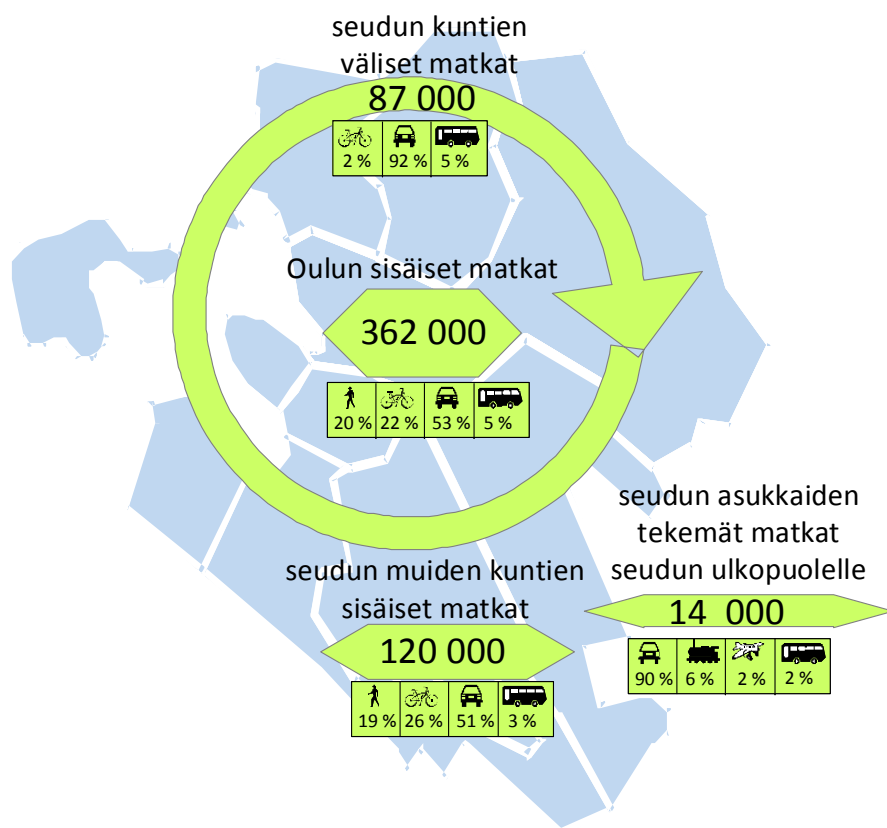 seudun kuntien
väliset matkat
87 000
2 % 92 % 5 %
Oulun sisäiset matkat
362 000
20 % 22 % 53 % 5 %
seudun asukkaiden
tekemät matkat
seudun ulkopuolelle
14 000
90 % 6 % 2 % 2 %
seudun muiden kuntien
sisäiset matkat
120 000
19 % 26 % 51 % 3 %